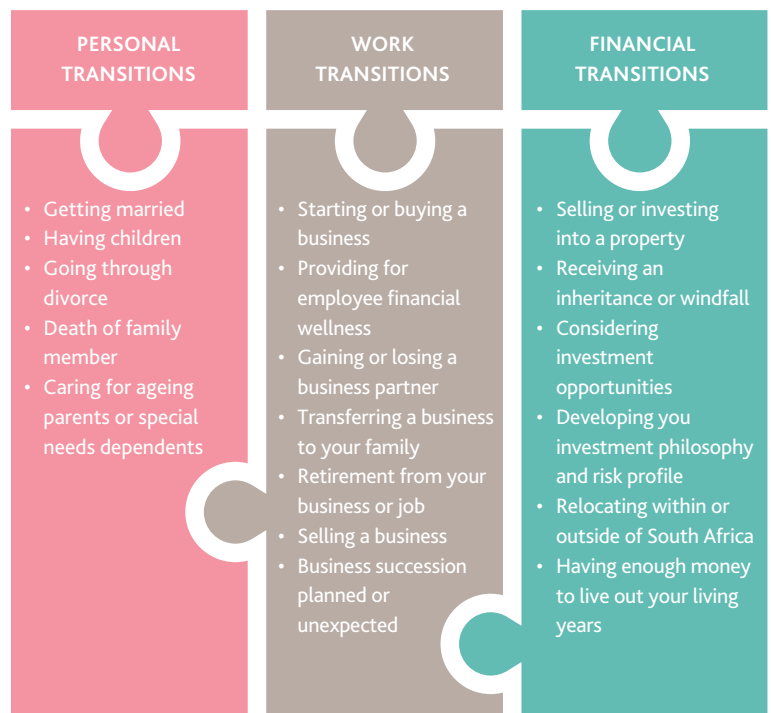 PERSONAL
TRANSITIONS
• Getting married
• Having children
• Going through
divorce
• Death of family
member
• Caring for ageing
parents or special
needs dependents
WORK
TRANSITIONS
• Starting or buying a
business
• Providing for
employee financial
wellness
• Gaining or losing a
business partner
• Transferring a business
to your family
• Retirement from your
business or job
• Selling a business
• Business succession
planned or
unexpected
FINANCIAL
TRANSITIONS
• Selling or investing
into a property
• Receiving an
inheritance or windfall
• Considering
investment
opportunities
• Developing you
investment philosophy
and risk profile
• Relocating within or
outside of South Africa
• Having enough money
to live out your living
years